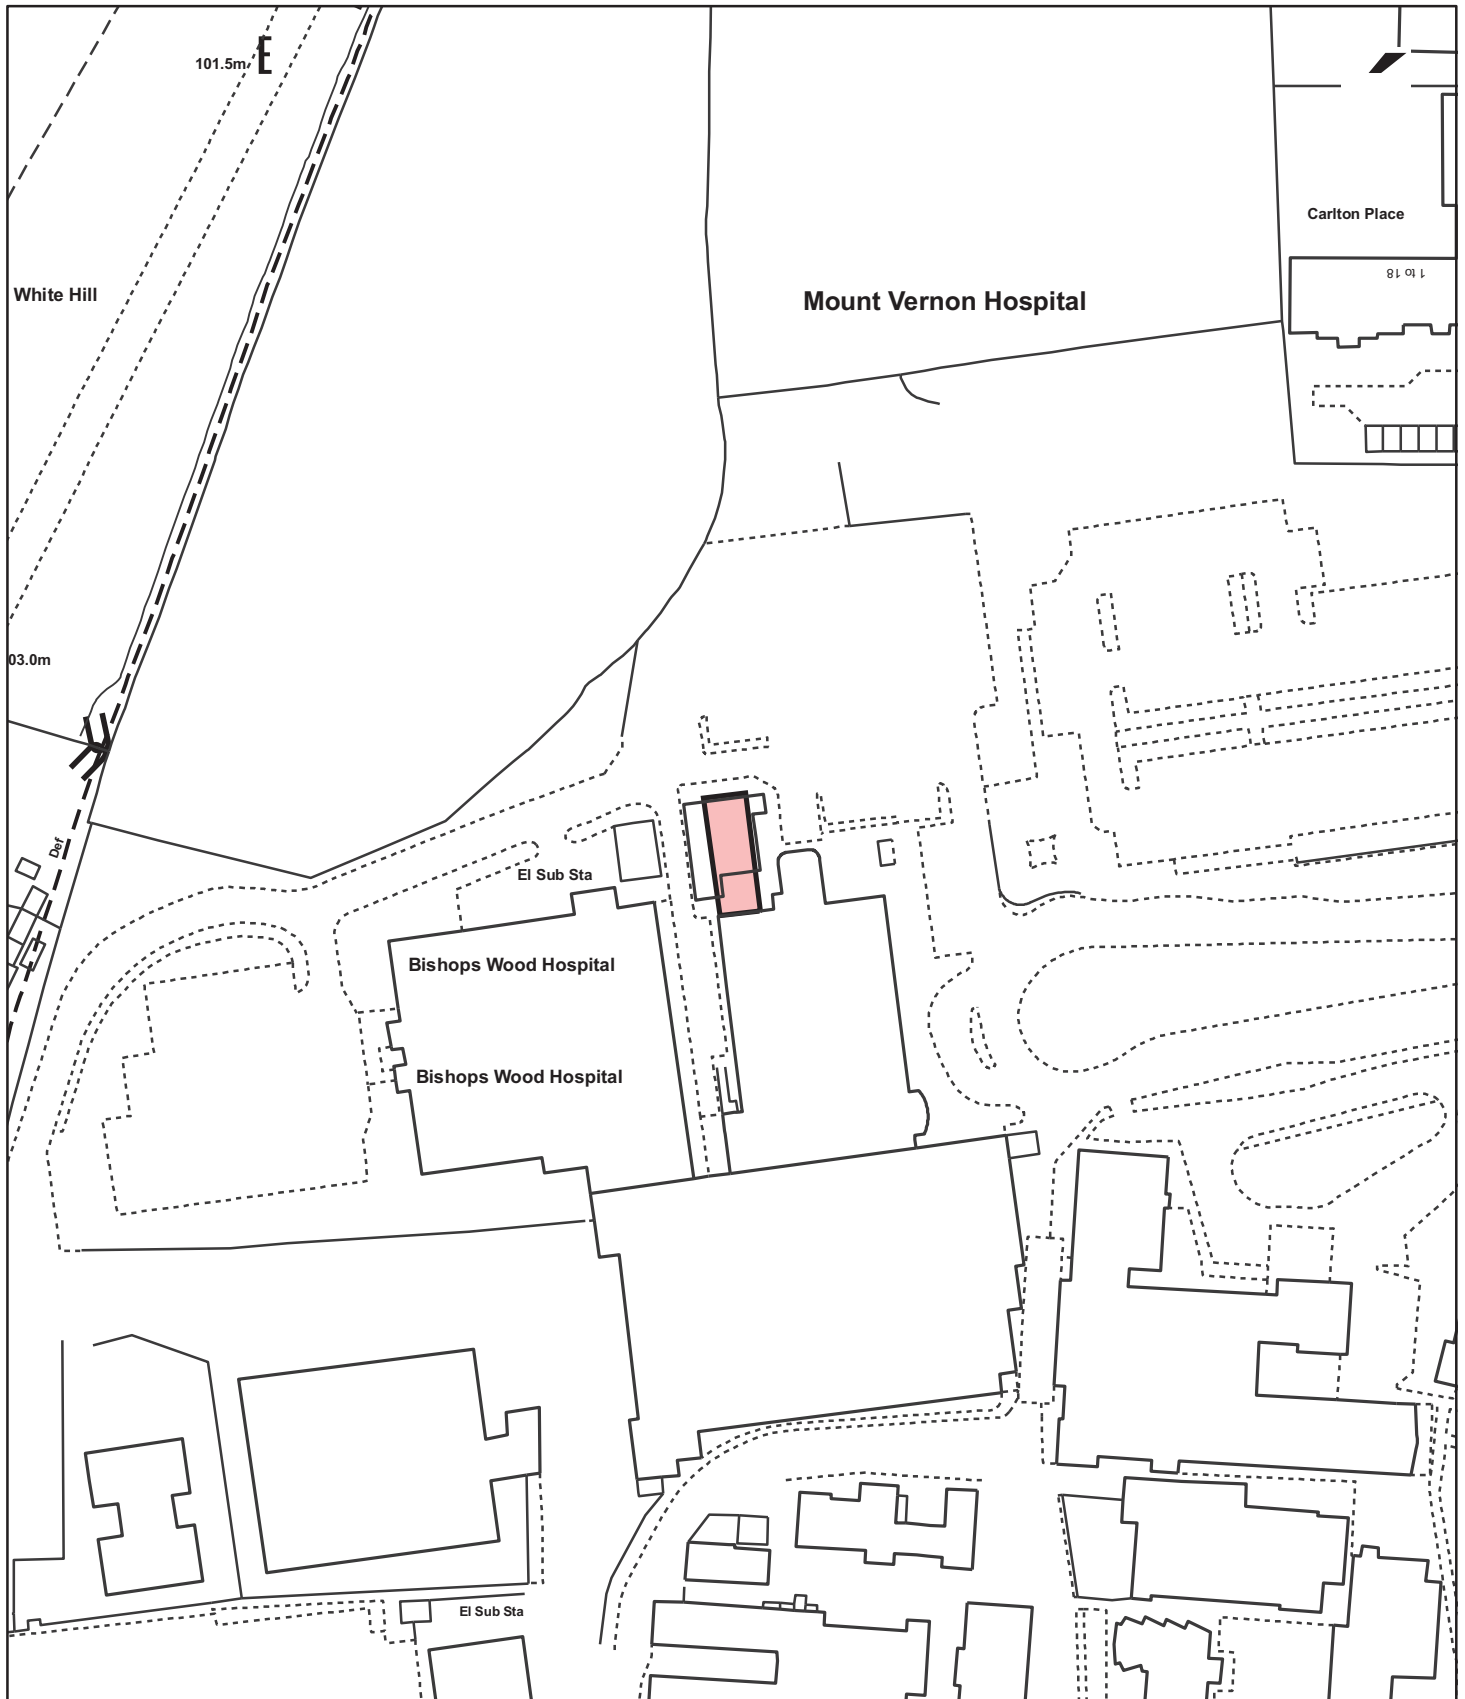 101.5m
Carlton Place
1 to 18
White Hill
Mount Vernon Hospital
03.0m
Def
El Sub Sta
Bishops Wood Hospital
Bishops Wood Hospital
El Sub Sta